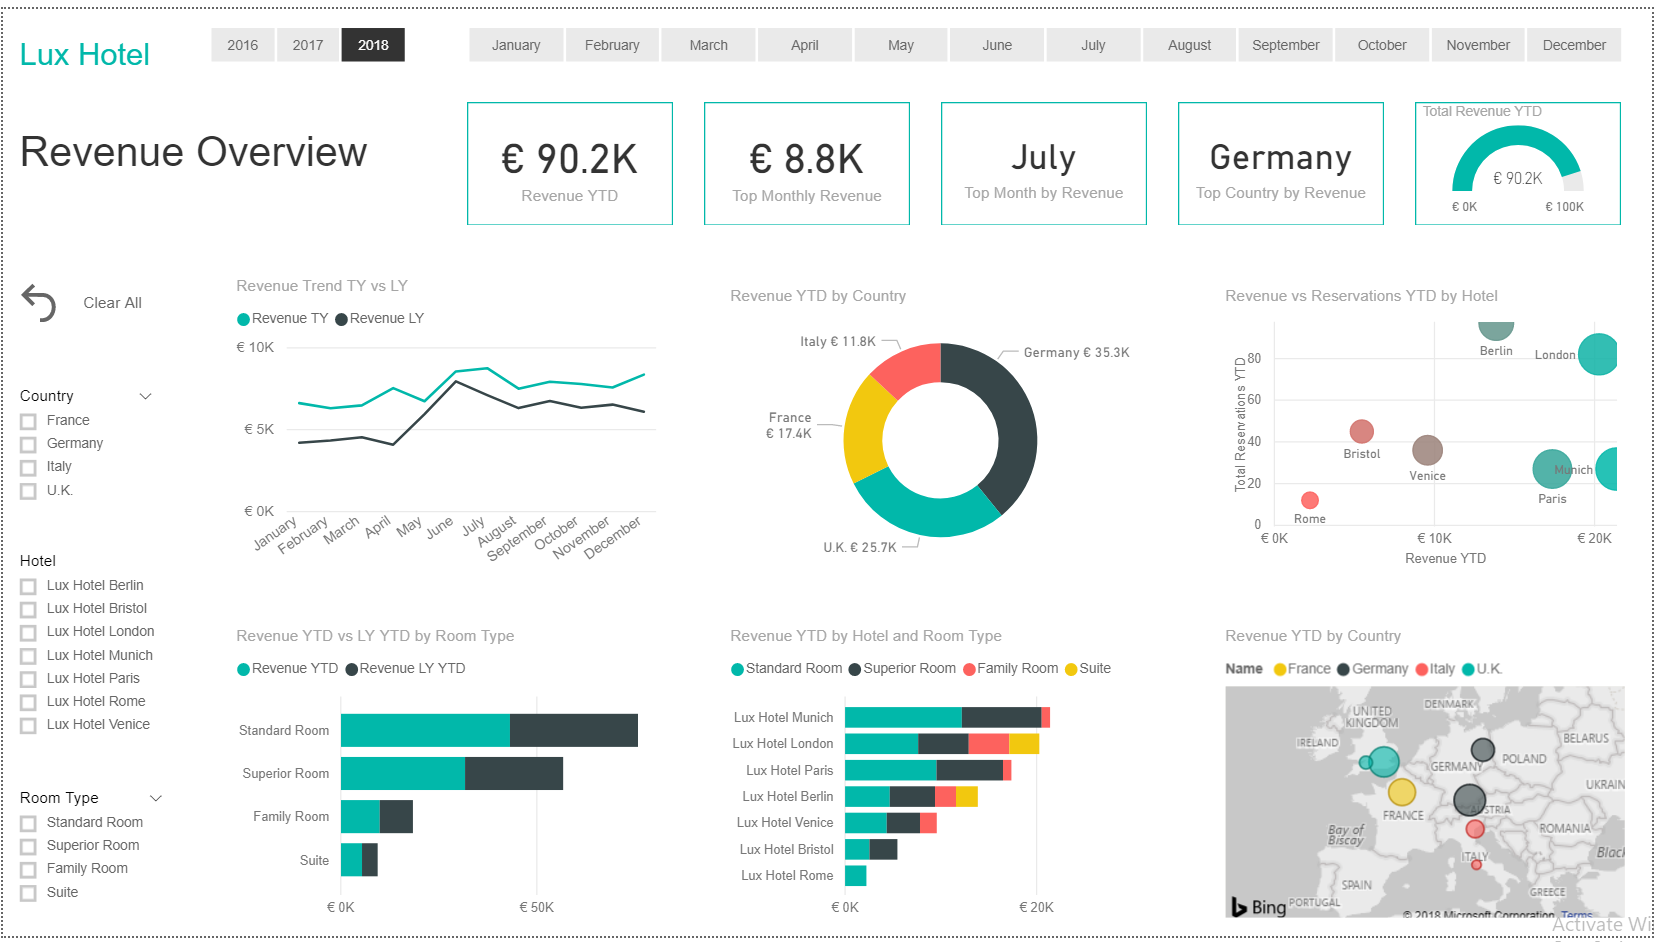 Lux Hotel
2016 2017 2018
January February March April May June July August September October November December
Revenue Overview
€ 90.2K
Revenue YTD
€ 8.8K
Top Monthly Revenue
July
Top Month by Revenue
Germany
Top Country by Revenue
Total Revenue YTD
€ 90.2K
€ 0K € 100K
Clear All
Country
France
Germany
Italy
U.K.
Hotel
Lux Hotel Berlin
Lux Hotel Bristol
Lux Hotel London
Lux Hotel Munich
Lux Hotel Paris
Lux Hotel Rome
Lux Hotel Venice
Room Type
Standard Room
Superior Room
Family Room
Suite
Revenue Trend TY vs LY
Revenue TY Revenue LY
€ 10K
€ 5K
€ 0K
January February March April May June July August September October November December
Revenue YTD by Country
Italy € 11.8K
Germany € 35.3K
France
€ 17.4K
U.K. € 25.7K
Revenue vs Reservations YTD by Hotel
Total Reservations YTD
80
60
40
20
0
Berlin
London
Bristol
Venice
Munich
Paris
Rome
€ 0K € 10K € 20K
Revenue YTD
Revenue YTD vs LY YTD by Room Type
Revenue YTD Revenue LY YTD
Standard Room
Superior Room
Family Room
Suite
€ 0K € 50K
Revenue YTD by Hotel and Room Type
Standard Room Superior Room Family Room Suite
Lux Hotel Munich
Lux Hotel London
Lux Hotel Paris
Lux Hotel Berlin
Lux Hotel Venice
Lux Hotel Bristol
Lux Hotel Rome
€ 0K € 20K
Revenue YTD by Country
Name France Germany Italy U.K.
UNITED
KINGDOM
DENMARK
IRELAND
BELARUS
POLAND
GERMANY
UKRAIN
FRANCE
AUSTRIA
ROMANIA
Bay of
Biscay
Black
ITALY
SPAIN
GREECE
PORTUGAL
Bing
© 2018 Microsoft Corporation Terms
Activate Wi